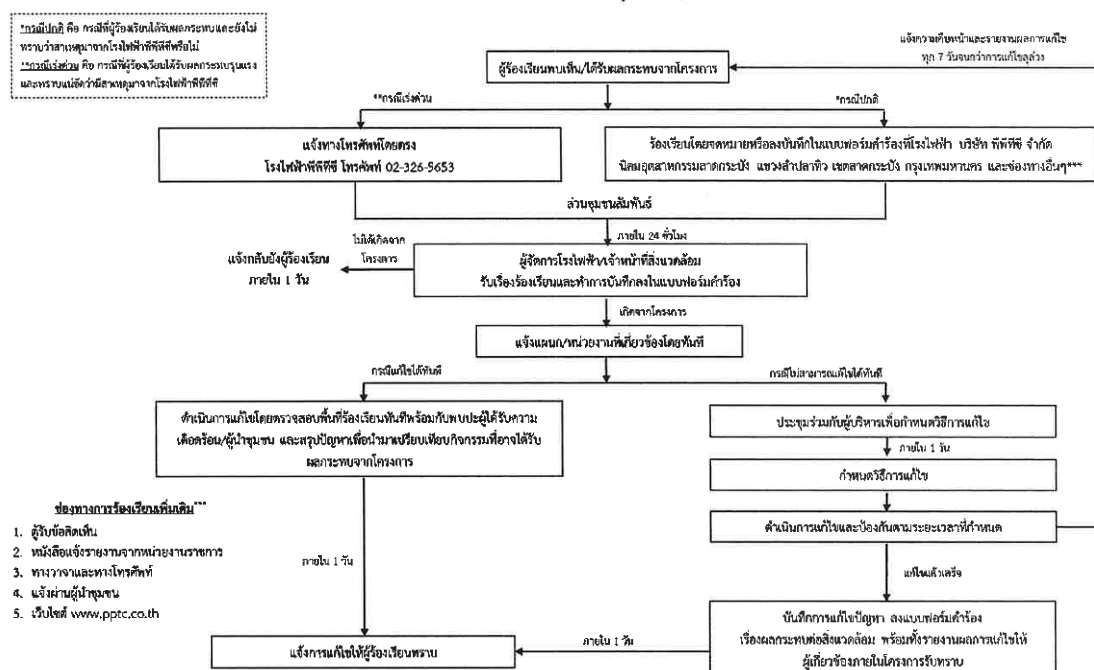 *กรณีปกติ คือ กรณีที่ผู้ร้องเรียนได้รับผลกระทบและยังไม่
ทราบว่าสาเหตุมาจากโรงไฟฟ้าพีพีทีซีหรือไม่
**กรณีเร่งด่วน คือ กรณีที่ผู้ร้องเรียนได้รับผลกระทบรุนแรง
และทราบแน่ชัดว่ามีสาเหตุมาจากโรงไฟฟ้าพีพีทีซี
แจ้งความคืบหน้าและรายงานผลการแก้ไข
ทุก 7 วันจนกว่าการแก้ไขลุล่วง
ผู้ร้องเรียนพบเห็น/ได้รับผลกระทบจากโครงการ
**กรณีเร่งด่วน
*กรณีปกติ
แจ้งทางโทรศัพท์โดยตรง
โรงไฟฟ้าพีพีทีซี โทรศัพท์ 02-326-5653
ร้องเรียนโดยจดหมายหรือลงบันทึกในแบบฟอร์มคำร้องที่โรงไฟฟ้า บริษัท พีพีทีซี จำกัด
นิคมอุตสาหกรรมลาดกระบัง แขวงลำปลาทิว เขตลาดกระบัง กรุงเทพมหานคร และช่องทางอื่นๆ***
ส่วนชุมชนสัมพันธ์
ภายใน 24 ชั่วโมง
ไม่ได้เกิดจาก
โครงการ
แจ้งกลับยังผู้ร้องเรียน
ภายใน 1 วัน
ผู้จัดการโรงไฟฟ้า/เจ้าหน้าที่สิ่งแวดล้อม
รับเรื่องร้องเรียนและทำการบันทึกลงในแบบฟอร์มคำร้อง
เกิดจากโครงการ
แจ้งแผนก/หน่วยงานที่เกี่ยวข้องโดยทันที
กรณีแก้ไขได้ทันที
กรณีไม่สามารถแก้ไขได้ทันที
ดำเนินการแก้ไขโดยตรวจสอบพื้นที่ร้องเรียนทันทีพร้อมกับพบปะผู้ได้รับความ
เดือดร้อน/ผู้นำชุมชน และสรุปปัญหาเพื่อนำมาเปรียบเทียบกิจกรรมที่อาจได้รับ
ผลกระทบจากโครงการ
ประชุมร่วมกับผู้บริหารเพื่อกำหนดวิธีการแก้ไข
ภายใน 1 วัน
กำหนดวิธีการแก้ไข
ดำเนินการแก้ไขและป้องกันตามระยะเวลาที่กำหนด
ช่องทางการร้องเรียนเพิ่มเติม***
1. ตู้รับข้อคิดเห็น
2. หนังสือแจ้งรายงานจากหน่วยงานราชการ
3. ทางวาจาและทางโทรศัพท์
4. แจ้งผ่านผู้นำชุมชน
5. เว็บไซต์ www.pptc.co.th
ภายใน 1 วัน
แก้ไขแล้วเสร็จ
บันทึกการแก้ไขปัญหา ลงแบบฟอร์มคำร้อง
เรื่องผลกระทบต่อสิ่งแวดล้อม พร้อมทั้งรายงานผลการแก้ไขให้
ผู้เกี่ยวข้องภายในโครงการรับทราบ
ภายใน 1 วัน
แจ้งการแก้ไขให้ผู้ร้องเรียนทราบ